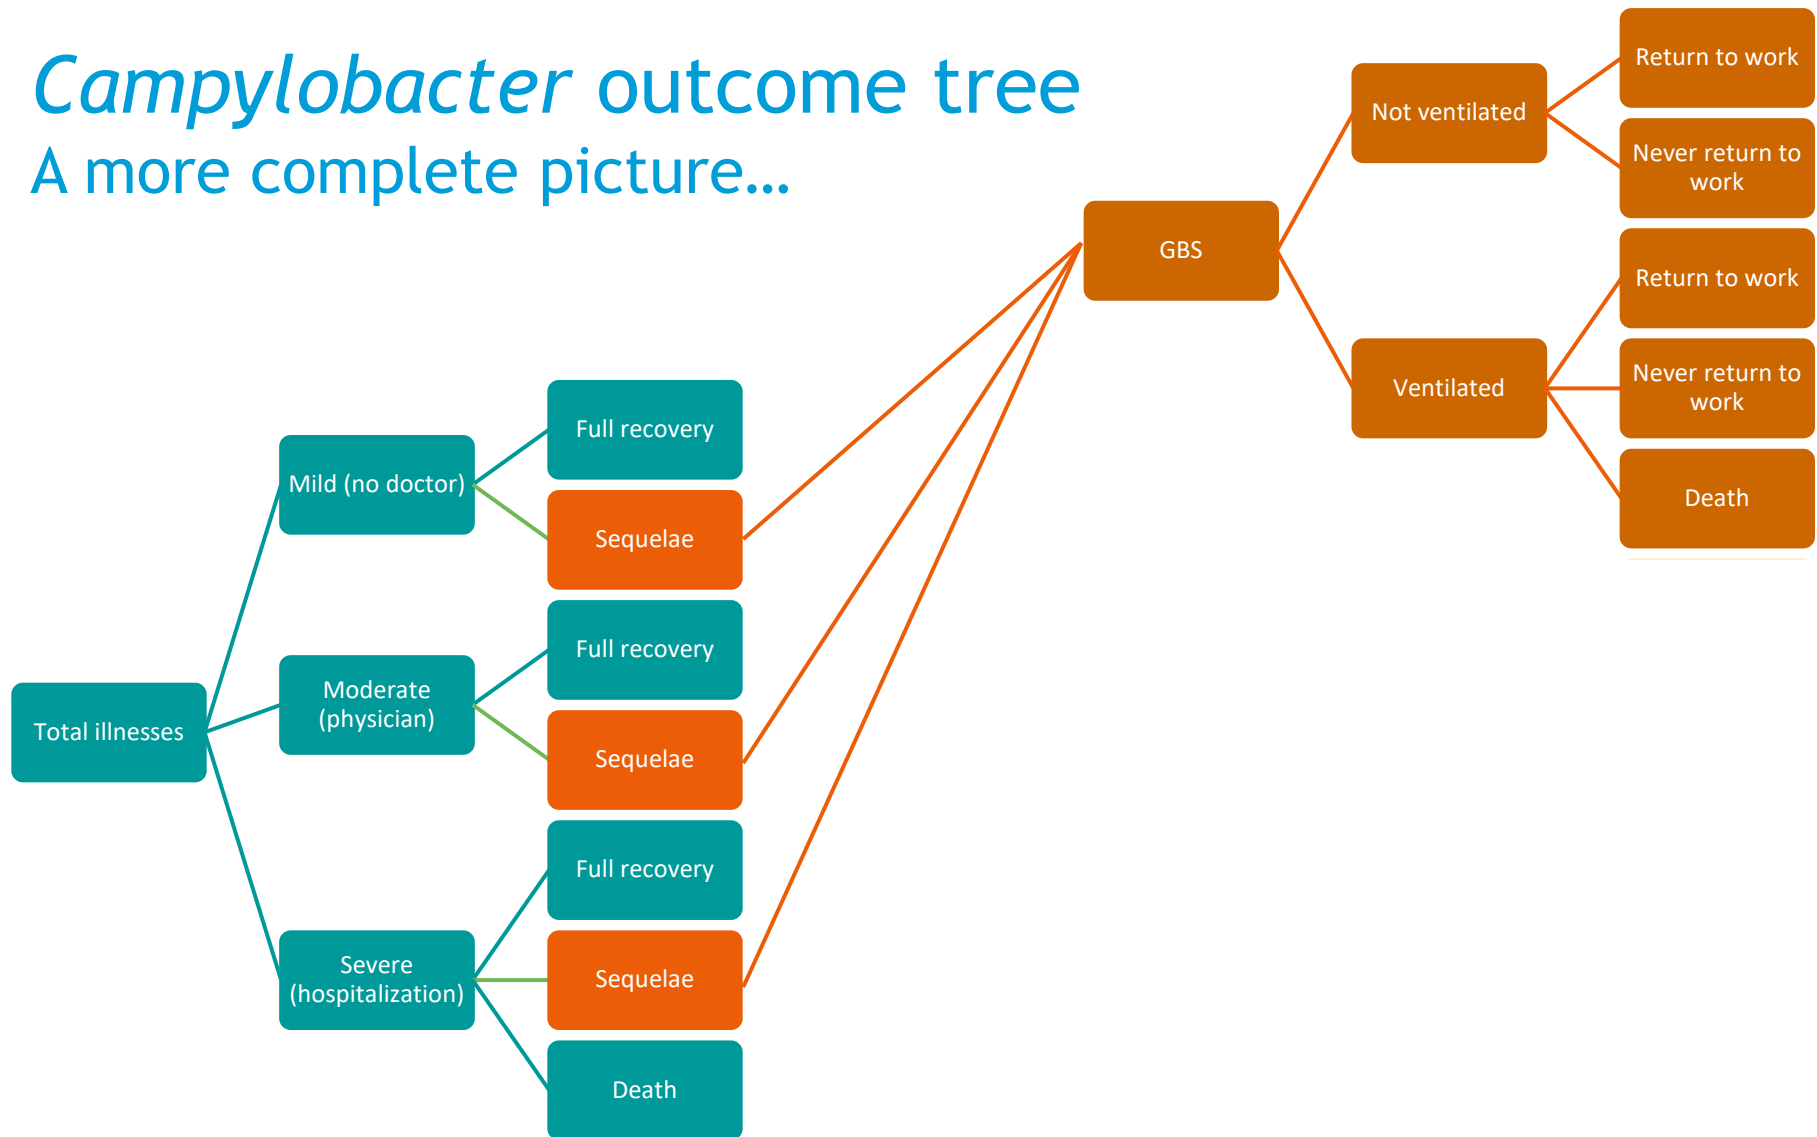 Campylobacter outcome tree
A more complete picture…
Total illnesses
Mild (no doctor)
Moderate
(physician)
Severe
(hospitalization)
Full recovery
Sequelae
Full recovery
Sequelae
Full recovery
Sequelae
Death
GBS
Not ventilated
Ventilated
Return to work
Never return to
work
Return to work
Never return to
work
Death